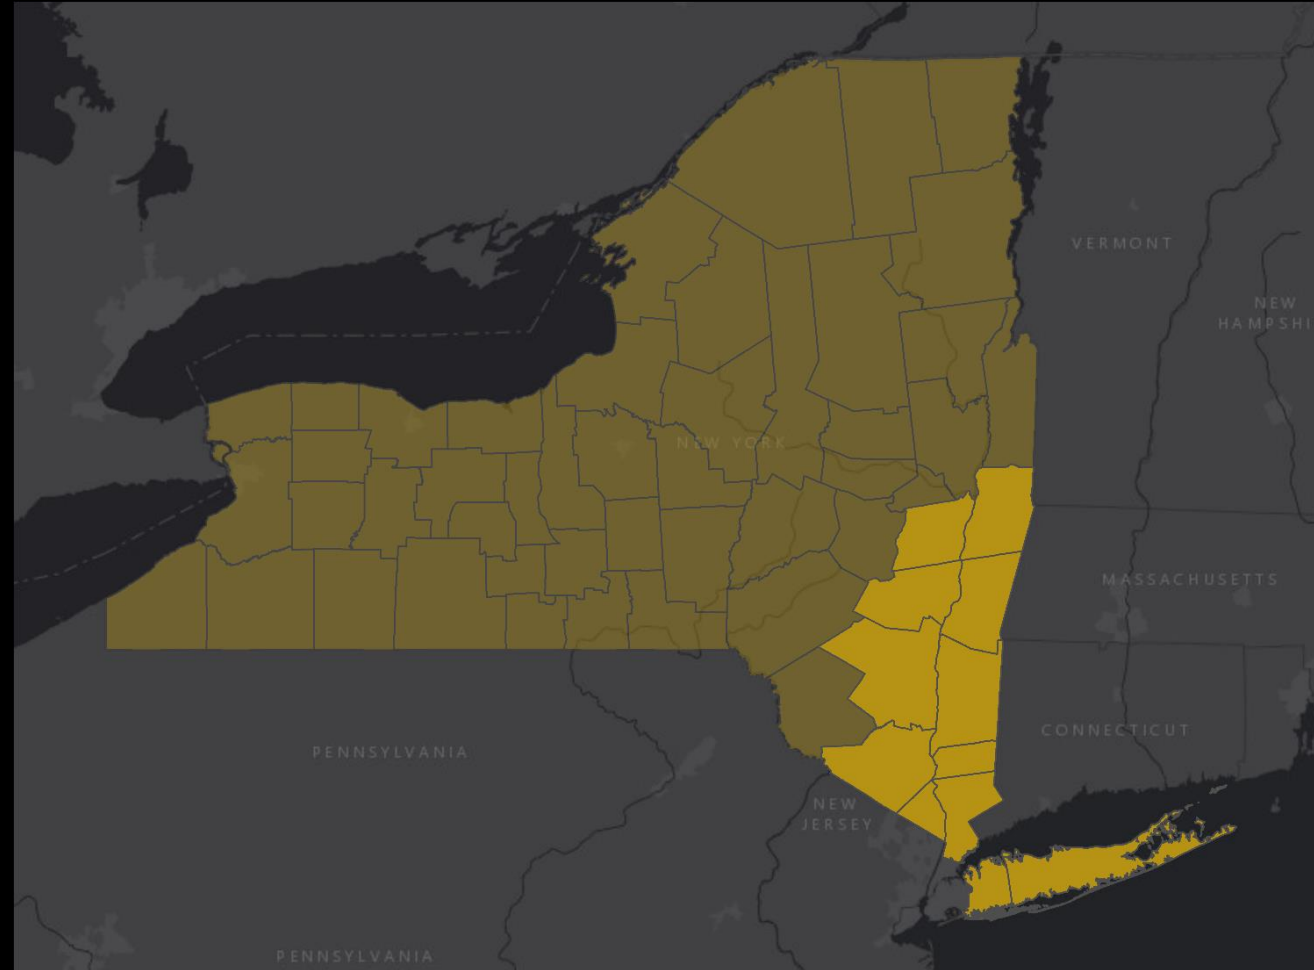 VERMONT
NEW
HAMPSHI
NEW YORK
MASSACHUSETTS
CONNECTICUT
PENNSYLVANIA
NEW
JERSEY
PENNSYLVANIA